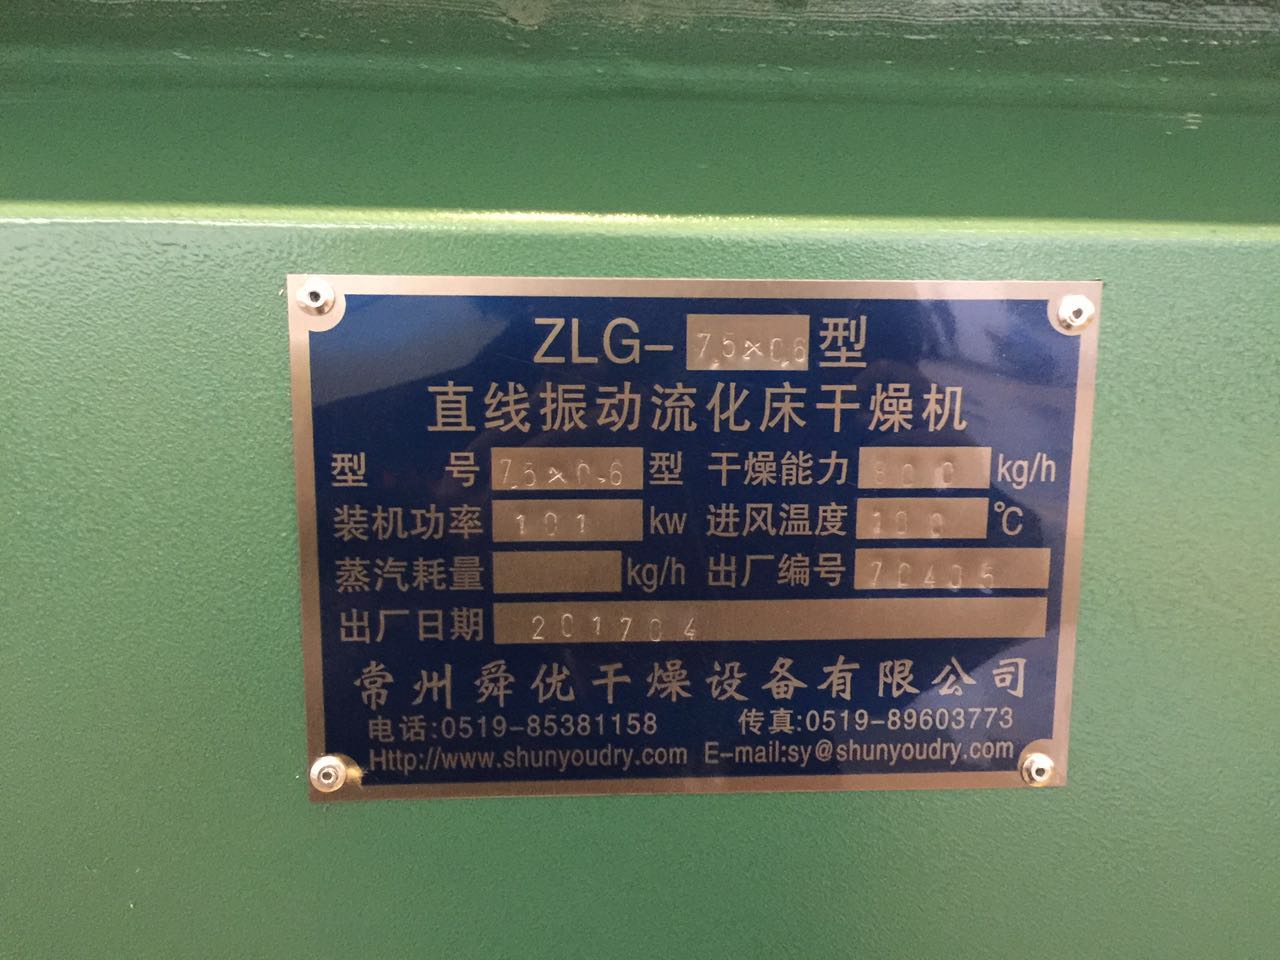 ZLG-7.5×0.6型
直线振动流化床干燥机
型 号 7.5×0.6 型 干燥能力 800 kg/h
装机功率 101 kw 进风温度 100 ℃
蒸汽耗量 kg/h 出厂编号 70405
出厂日期 201704
常州舜优干燥设备有限公司
电话:0519-85381158 传真:0519-89603773
Http://www.shunyoudry.com E-mail:sy@shunyoudry.com